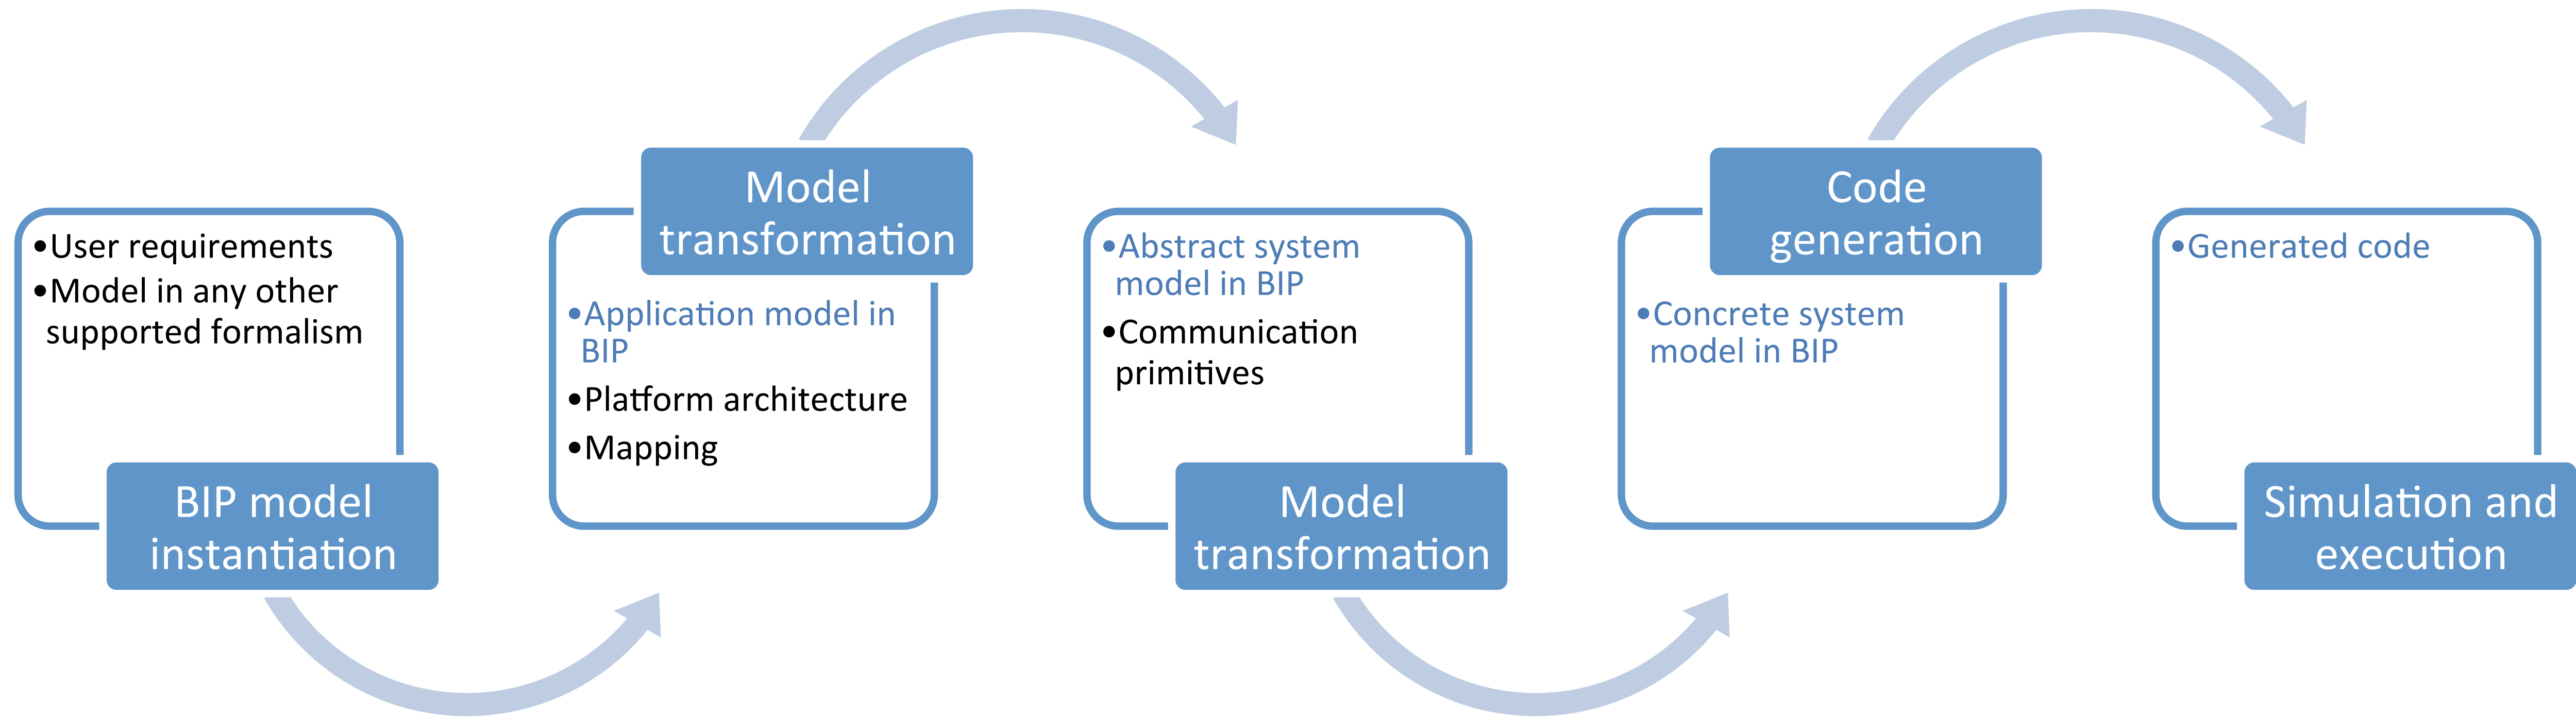 •User requirements
•Model in any other
supported formalism
BIP model
instantiation
Model
transformation
•Application model in
BIP
•Platform architecture
•Mapping
•Abstract system
model in BIP
•Communication
primitives
Model
transformation
Code
generation
•Concrete system
model in BIP
•Generated code
Simulation and
execution